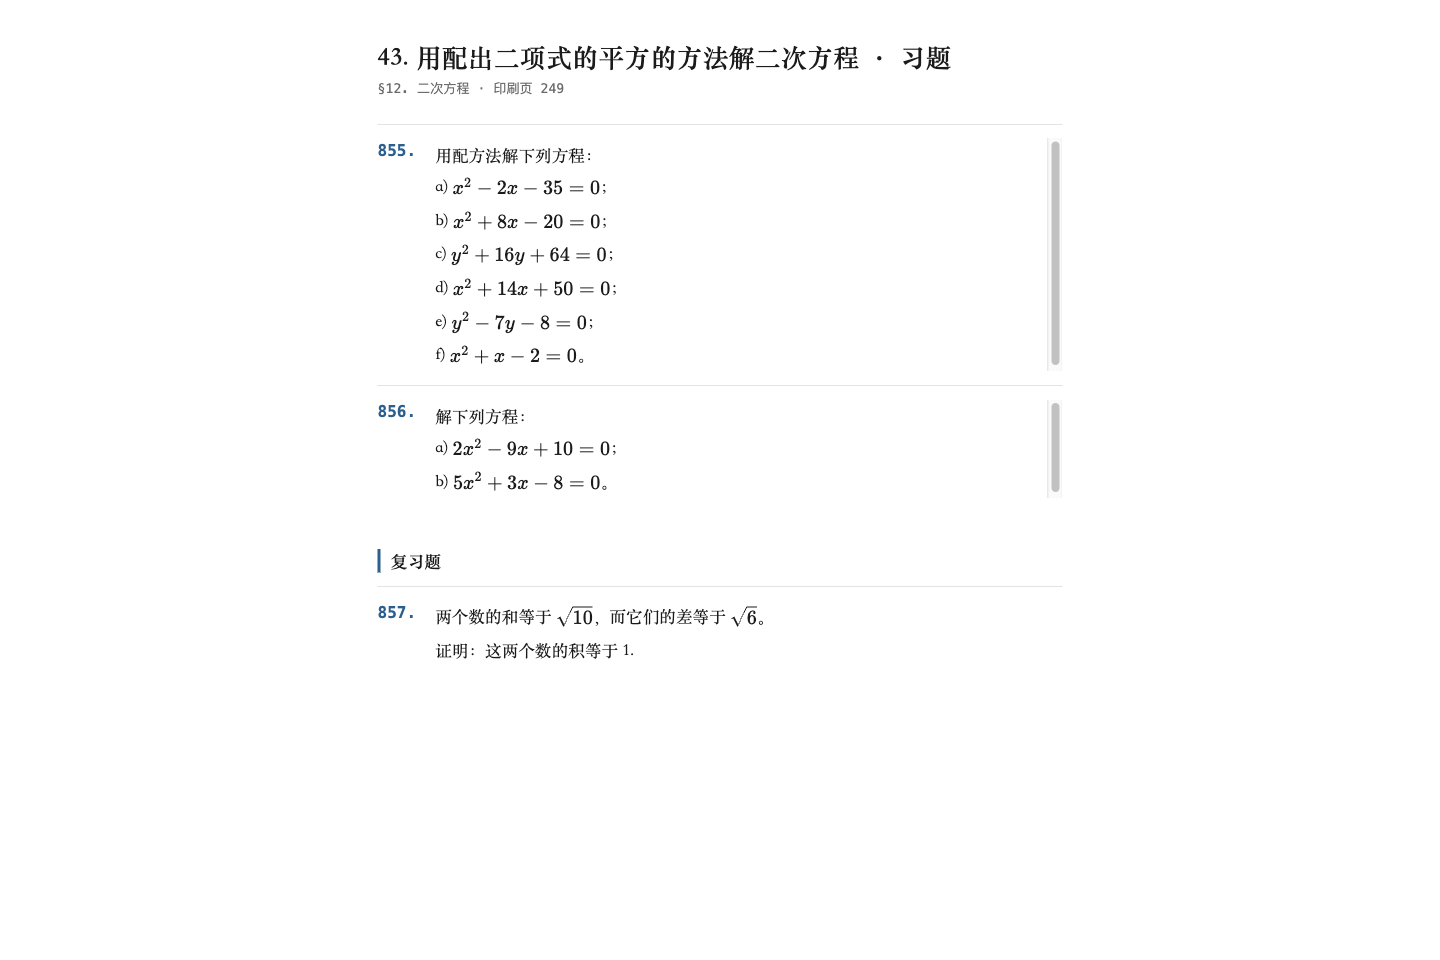 43. 用配出二项式的平方的方法解二次方程 · 习题
§12. 二次方程 · 印刷页 249
855. 用配方法解下列方程：
a) x² − 2x − 35 = 0；
b) x² + 8x − 20 = 0；
c) y² + 16y + 64 = 0；
d) x² + 14x + 50 = 0；
e) y² − 7y − 8 = 0；
f) x² + x − 2 = 0。
856. 解下列方程：
a) 2x² − 9x + 10 = 0；
b) 5x² + 3x − 8 = 0。
复习题
857. 两个数的和等于 √10，而它们的差等于 √6。
证明：这两个数的积等于 1.